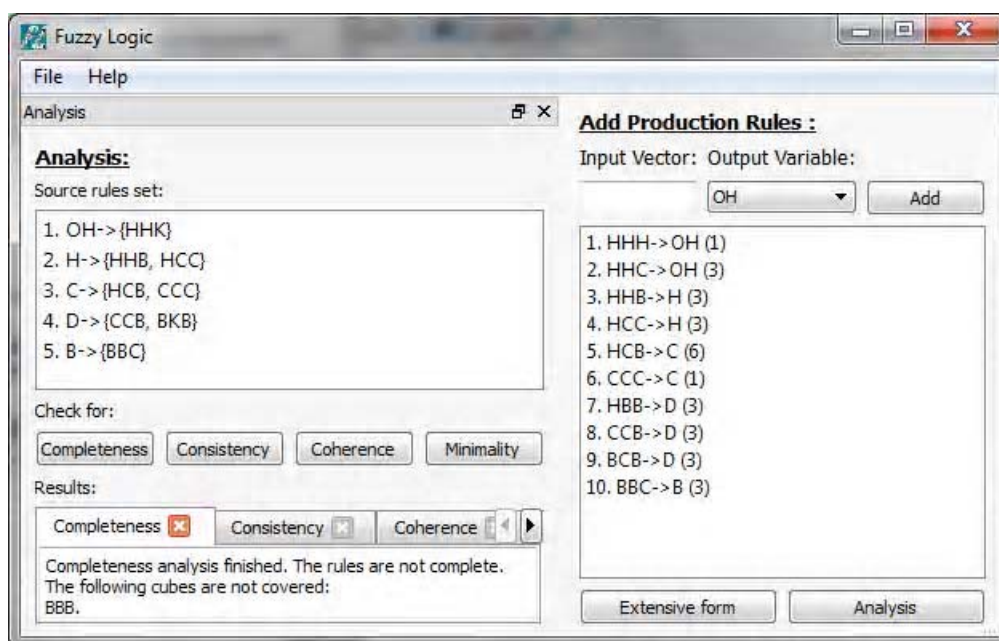 Fuzzy Logic
File Help
Analysis
Analysis:
Source rules set:
1. OH->{HHK}
2. H->{HHB, HCC}
3. C->{HCB, CCC}
4. D->{CCB, BKB}
5. B->{BBC}
Check for:
Completeness Consistency Coherence Minimality
Results:
Completeness Consistency Coherence
Completeness analysis finished. The rules are not complete.
The following cubes are not covered:
BBB.
Add Production Rules :
Input Vector: Output Variable:
OH Add
1. HHH->OH (1)
2. HHC->OH (3)
3. HHB->H (3)
4. HCC->H (3)
5. HCB->C (6)
6. CCC->C (1)
7. HBB->D (3)
8. CCB->D (3)
9. BCB->D (3)
10. BBC->B (3)
Extensive form Analysis